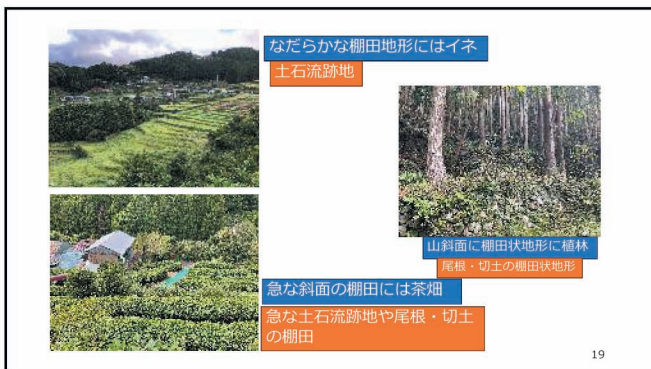 なだらかな棚田地形にはイネ
土石流跡地
山斜面に棚田状地形に植林
尾根・切土の棚田状地形
急な斜面の棚田には茶畑
急な土石流跡地や尾根・切土
の棚田
19